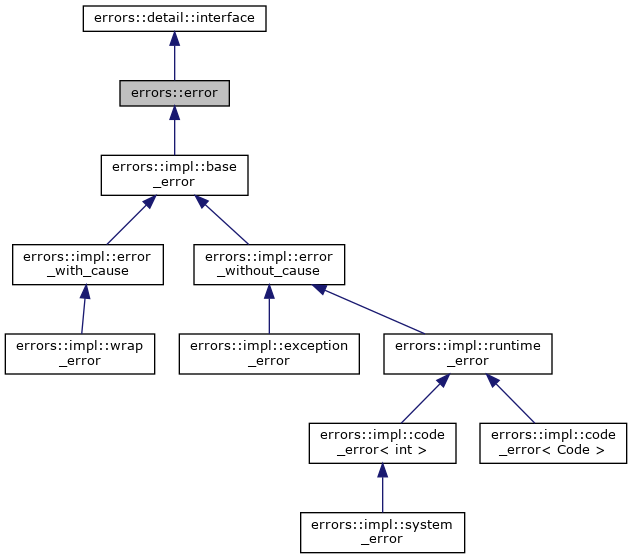 errors::detail::interface
errors::error
errors::impl::base
_error
errors::impl::error
_with_cause
errors::impl::error
_without_cause
errors::impl::wrap
_error
errors::impl::exception
_error
errors::impl::runtime
_error
errors::impl::code
_error< int >
errors::impl::code
_error< Code >
errors::impl::system
_error